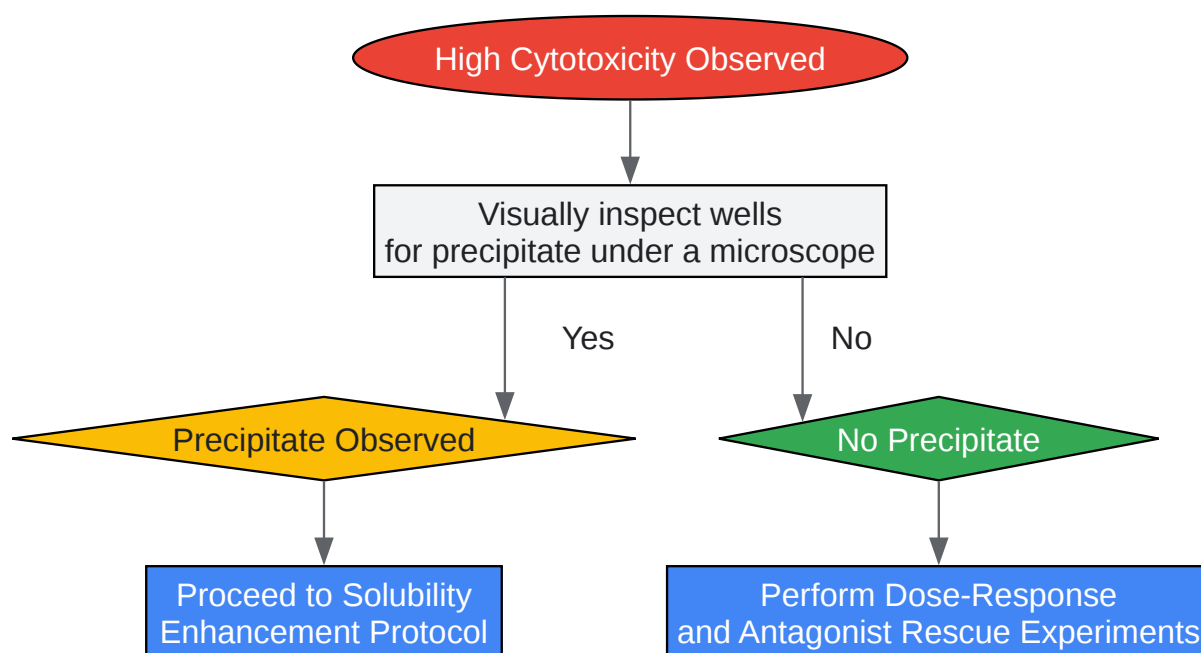 High Cytotoxicity Observed
Visually inspect wells
for precipitate under a microscope
Yes
No
Precipitate Observed
No Precipitate
Proceed to Solubility
Enhancement Protocol
Perform Dose-Response
and Antagonist Rescue Experiments